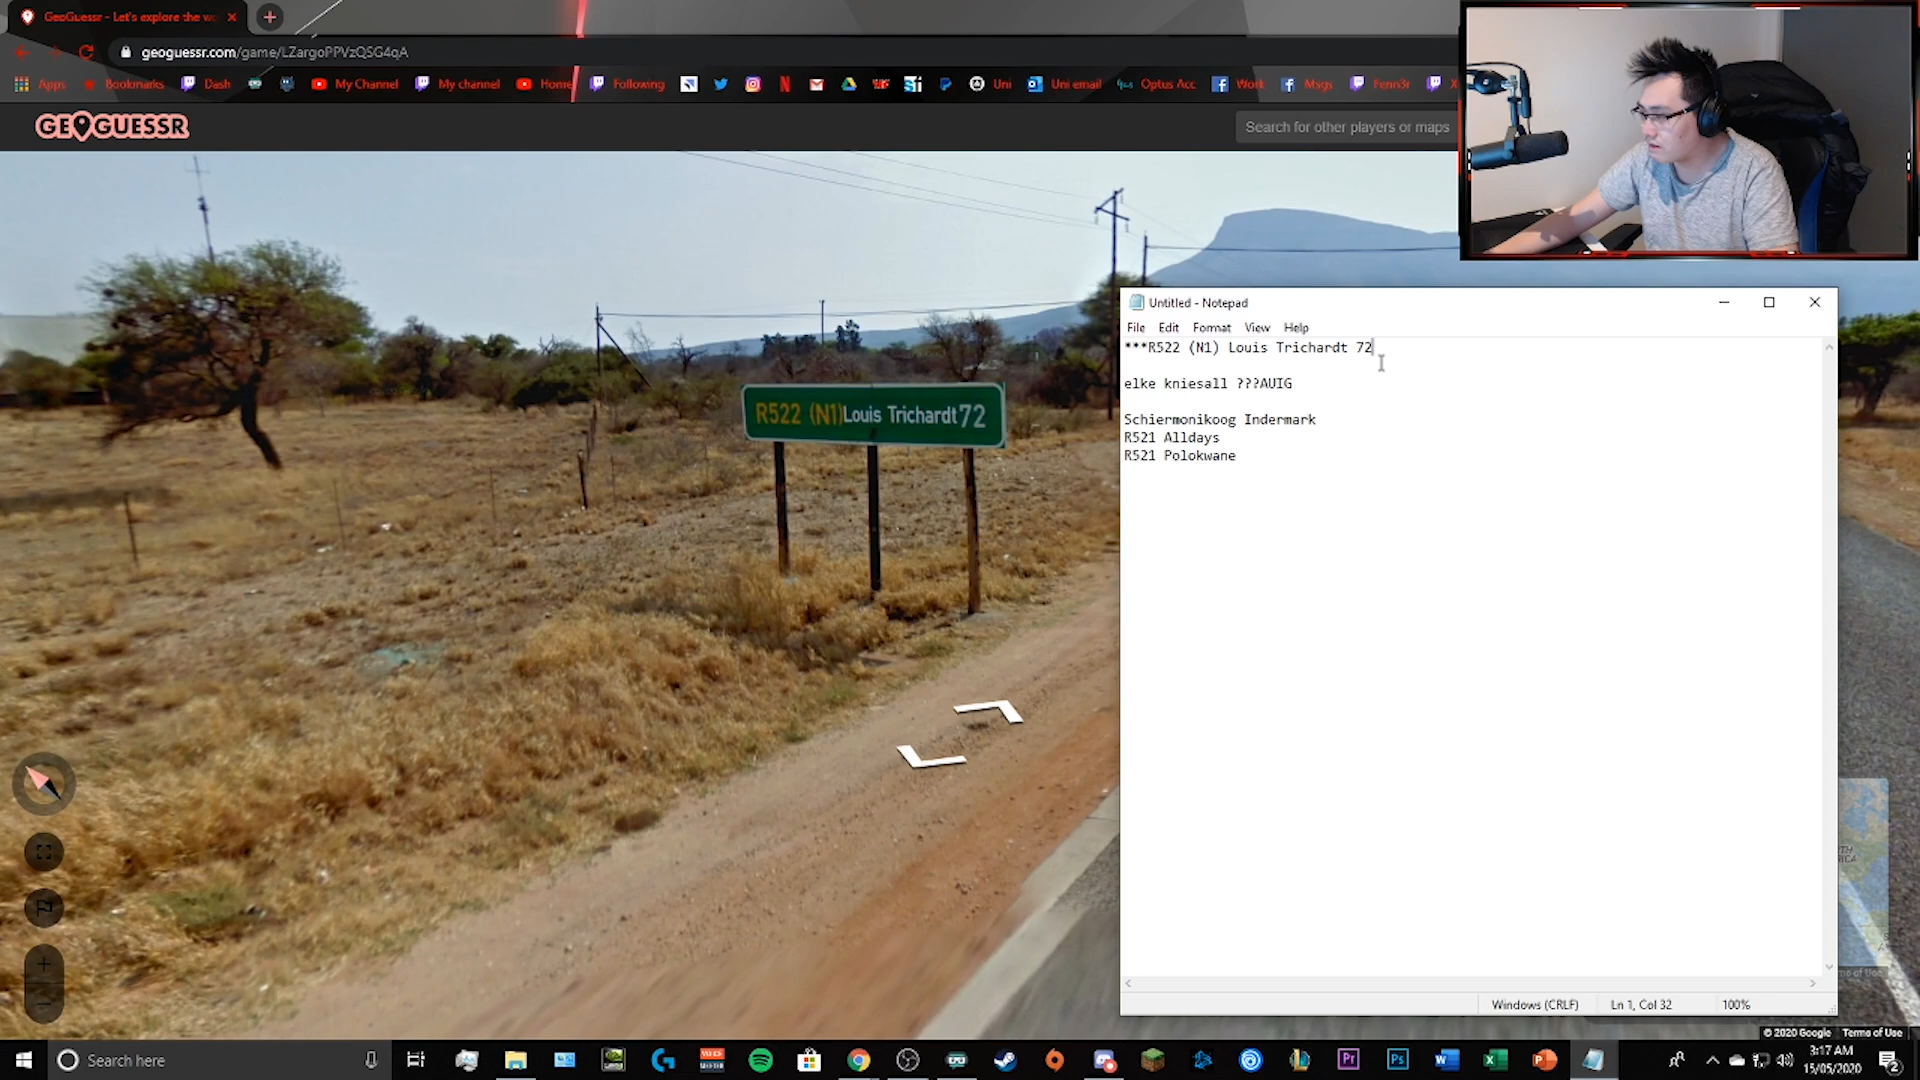 GeoGuessr - Let's explore the wo
geoguessr.com/game/LZargoPPVzQSG4qA
Apps
Bookmarks
Dash
My Channel
My channel
Home
Following
Uni
Uni email
Optus Acc
Work
Msgs
Fenn3r
GEOGUESSR
Search for other players or maps
R522 (N1) Louis Trichardt 72
Untitled - Notepad
File Edit Format View Help
***R522 (N1) Louis Trichardt 72
elke kniesall ???AUIG
Schiermonikoog Indermark
R521 Alldays
R521 Polokwane
Windows (CRLF)
Ln 1, Col 32
100%
© 2020 Google
Terms of Use
Search here
3:17 AM
15/05/2020